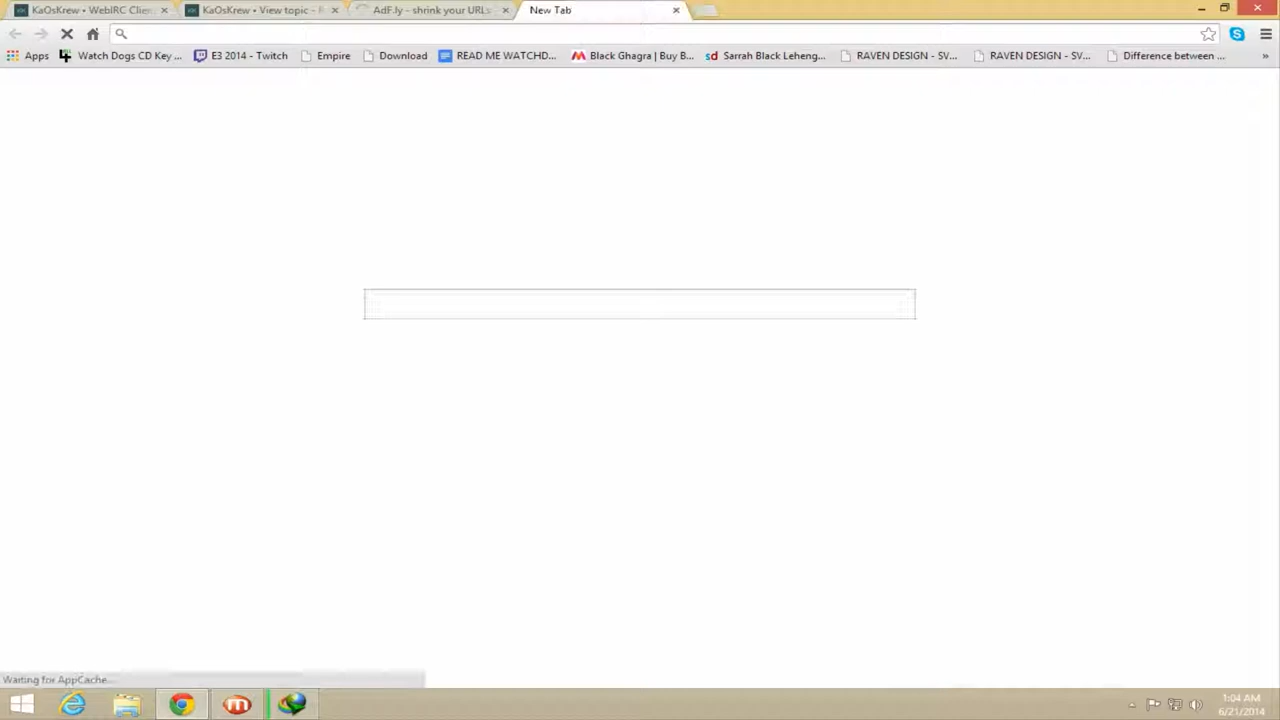 KaOsKrew • WebIRC Clien
KaOsKrew • View topic -
AdF.ly - shrink your URLs
New Tab
Apps
Watch Dogs CD Key ...
E3 2014 - Twitch
Empire
Download
READ ME WATCHD...
Black Ghagra | Buy B...
Sarrah Black Leheng...
RAVEN DESIGN - SV...
RAVEN DESIGN - SV...
Difference between ...
Waiting for AppCache...
1:04 AM
6/21/2014